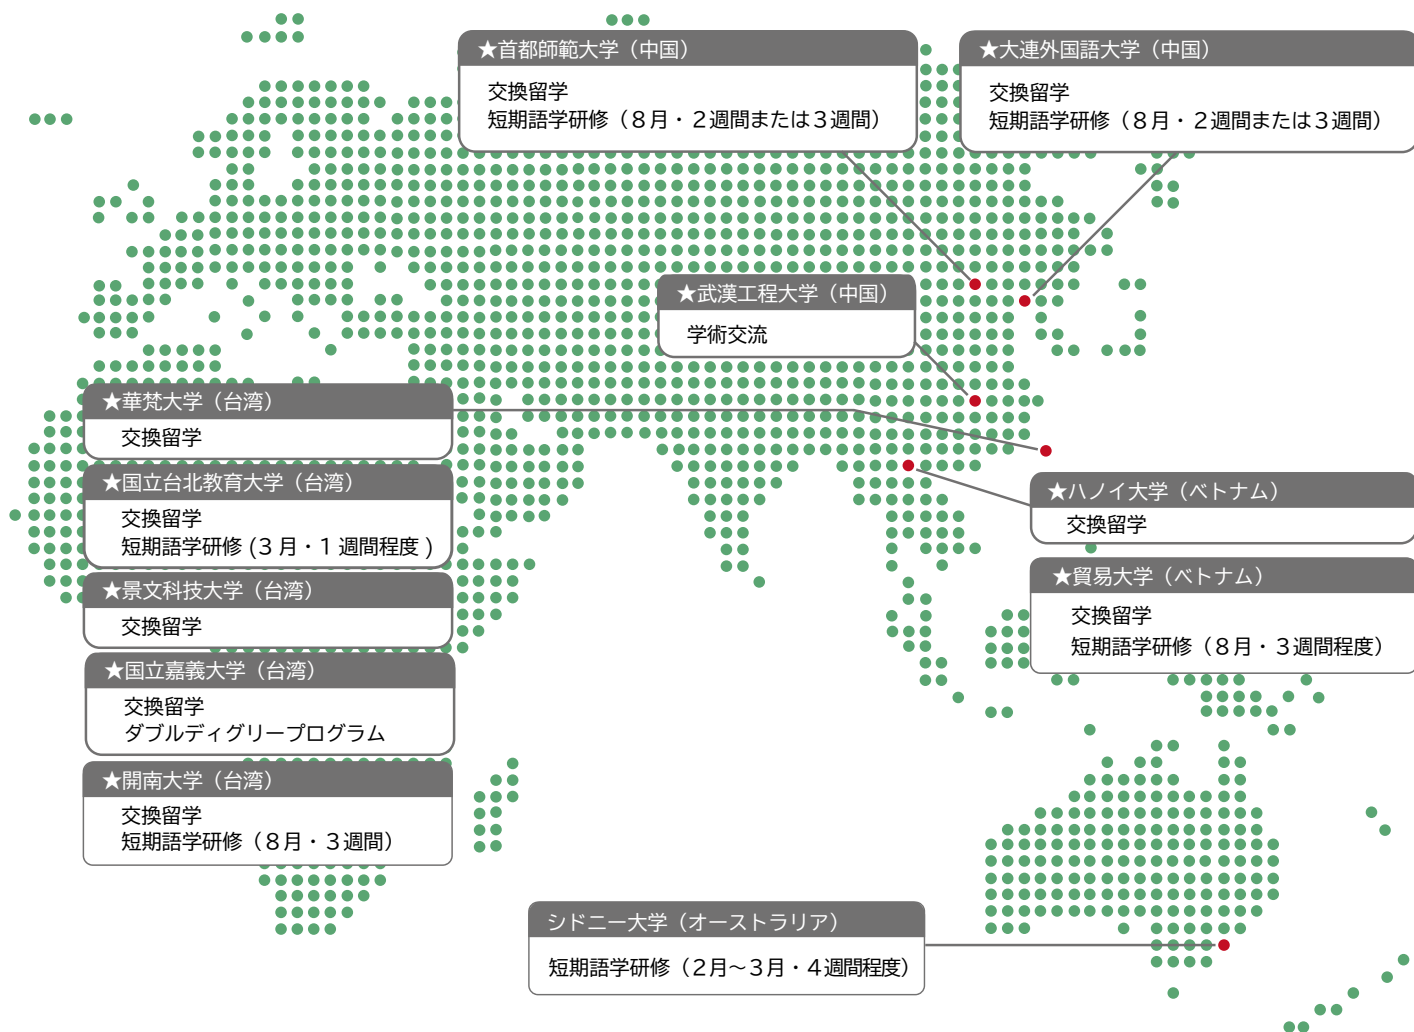 ★首都師範大学（中国）
交換留学
短期語学研修（８月・２週間または３週間）
★大連外国語大学（中国）
交換留学
短期語学研修（８月・２週間または３週間）
★武漢工程大学（中国）
学術交流
★華梵大学（台湾）
交換留学
★国立台北教育大学（台湾）
交換留学
短期語学研修 (３月・１週間程度 )
★景文科技大学（台湾）
交換留学
★国立嘉義大学（台湾）
交換留学
ダブルディグリープログラム
★開南大学（台湾）
交換留学
短期語学研修（８月・３週間）
★ハノイ大学（ベトナム）
交換留学
★貿易大学（ベトナム）
交換留学
短期語学研修（８月・３週間程度）
シドニー大学（オーストラリア）
短期語学研修（２月〜３月・４週間程度）